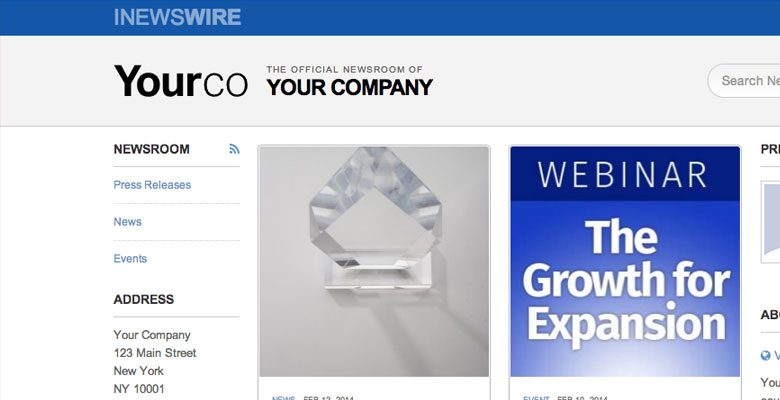 INEWSWIRE
Yourco
THE OFFICIAL NEWSROOM OF
YOUR COMPANY
Search Ne
NEWSROOM
Press Releases
News
Events
ADDRESS
Your Company
123 Main Street
New York
NY 10001
WEBINAR
The
Growth for
Expansion
NEWS FEB 12, 2014
EVENT FEB 10, 2014
PRE
ABO
V
You